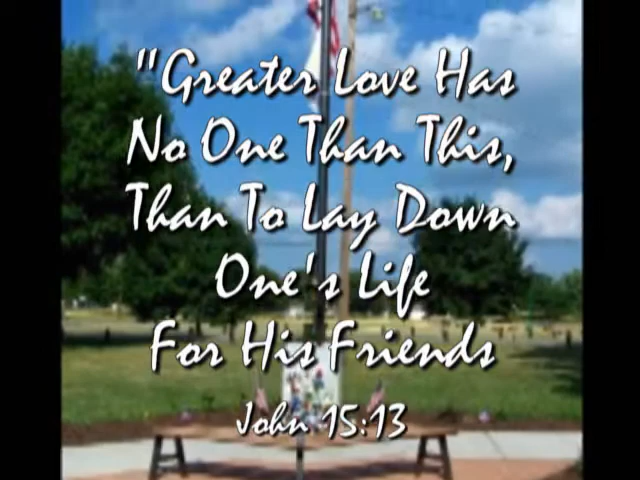 "Greater Love Has
No One Than This,
Than To Lay Down
One's Life
For His Friends
John 15:13